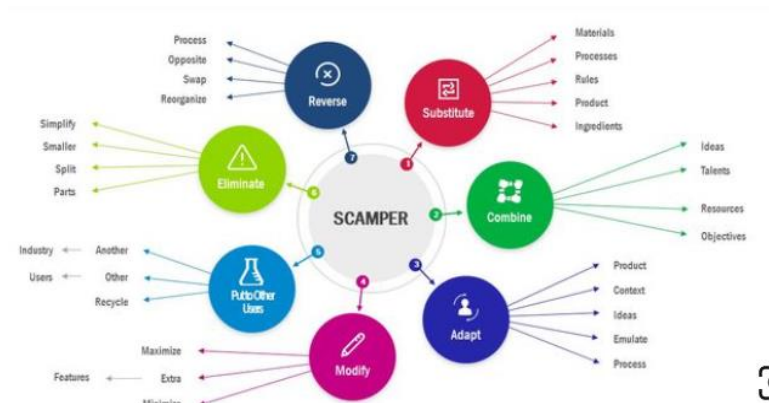 SCAMPER
1
Substitute
Materials
Processes
Rules
Product
Ingredients
2
Combine
Ideas
Talents
Resources
Objectives
3
Adapt
Product
Context
Ideas
Emulate
Process
4
Modify
Maximize
Features
Extra
Minimize
5
Put to Other
Users
Industry
Another
Users
Other
Recycle
6
Eliminate
Simplify
Smaller
Split
Parts
7
Reverse
Process
Opposite
Swap
Reorganize
3